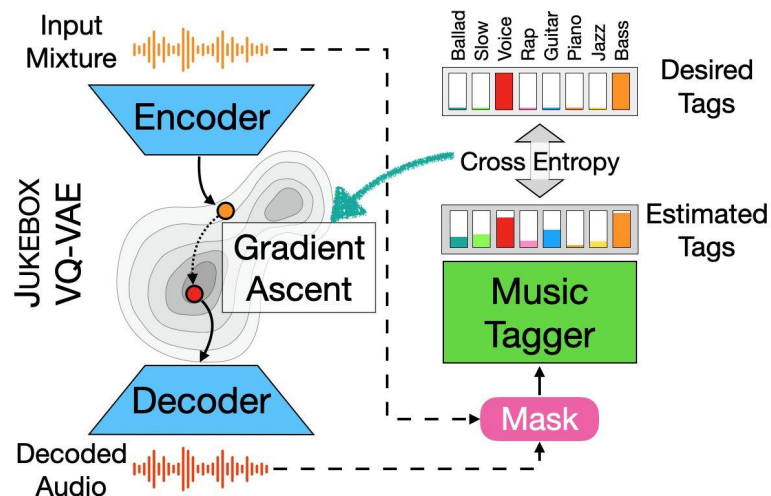 Input
Mixture
Encoder
JUKEBOX
VQ-VAE
Gradient
Ascent
Decoder
Decoded
Audio
Ballad
Slow
Voice
Rap
Guitar
Piano
Jazz
Bass
Desired
Tags
Cross Entropy
Estimated
Tags
Music
Tagger
Mask